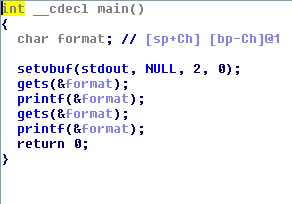 int __cdecl main()
{
  char format; // [sp+Ch] [bp-Ch]@1

  setvbuf(stdout, NULL, 2, 0);
  gets(&format);
  printf(&format);
  gets(&format);
  printf(&format);
  return 0;
}